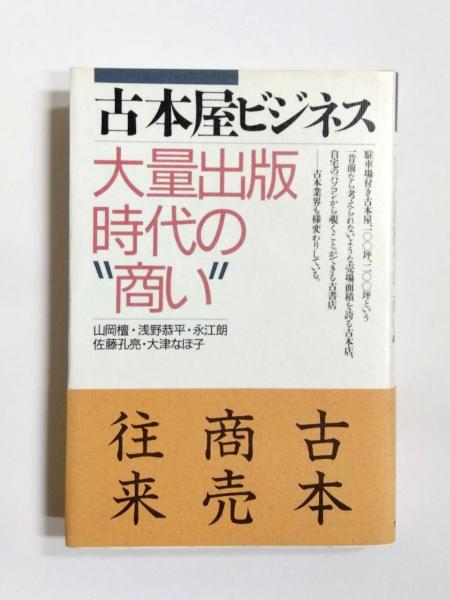 古本屋ビジネス
大量出版
時代の
〝商い〟
駐車場付き古本屋、一〇〇坪、二〇〇坪という
一昔前なら考えてられないような売場面積を誇る古本店、
自宅のパソコンから覗くことができる古書店
――古本業界も様変わりしている。
山岡檀・浅野恭平・永江朗
佐藤孔亮・大津なほ子
古本
商売
往来